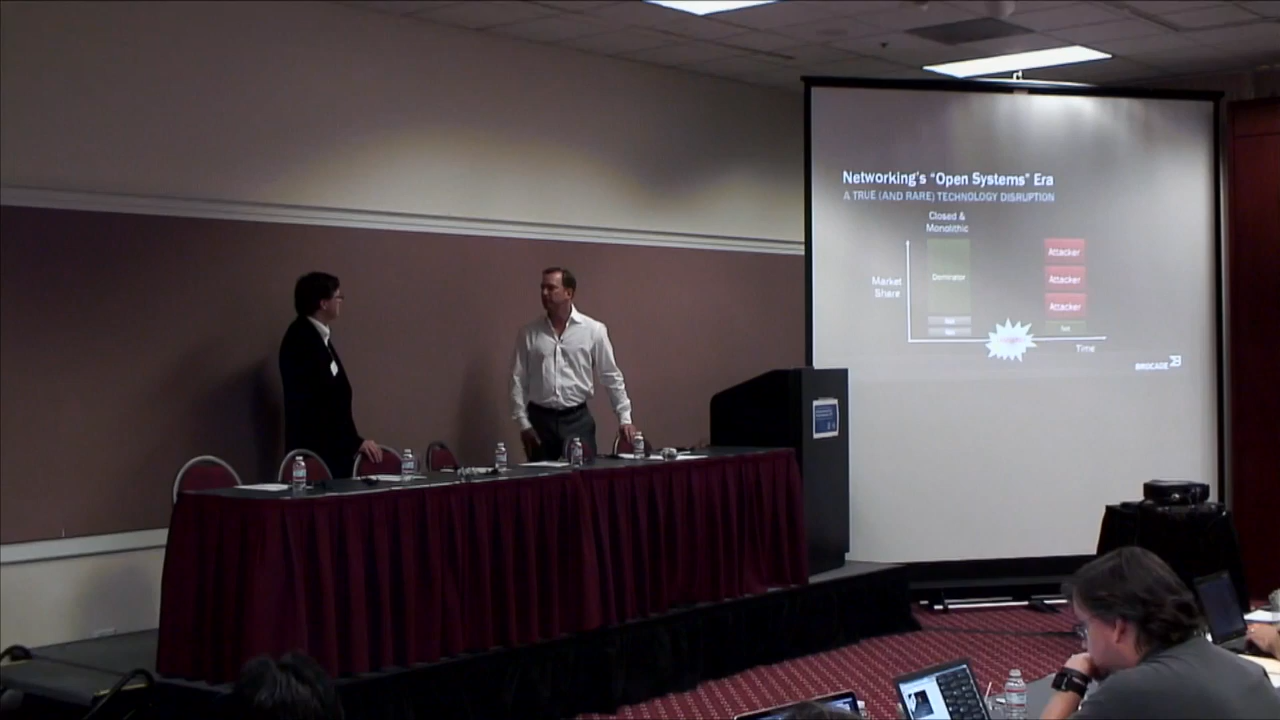 Networking's "Open Systems" Era
A TRUE (AND RARE) TECHNOLOGY DISRUPTION
Closed &
Monolithic
Market
Share
Dominator
Attacker
Attacker
Attacker
Time
BROCADE